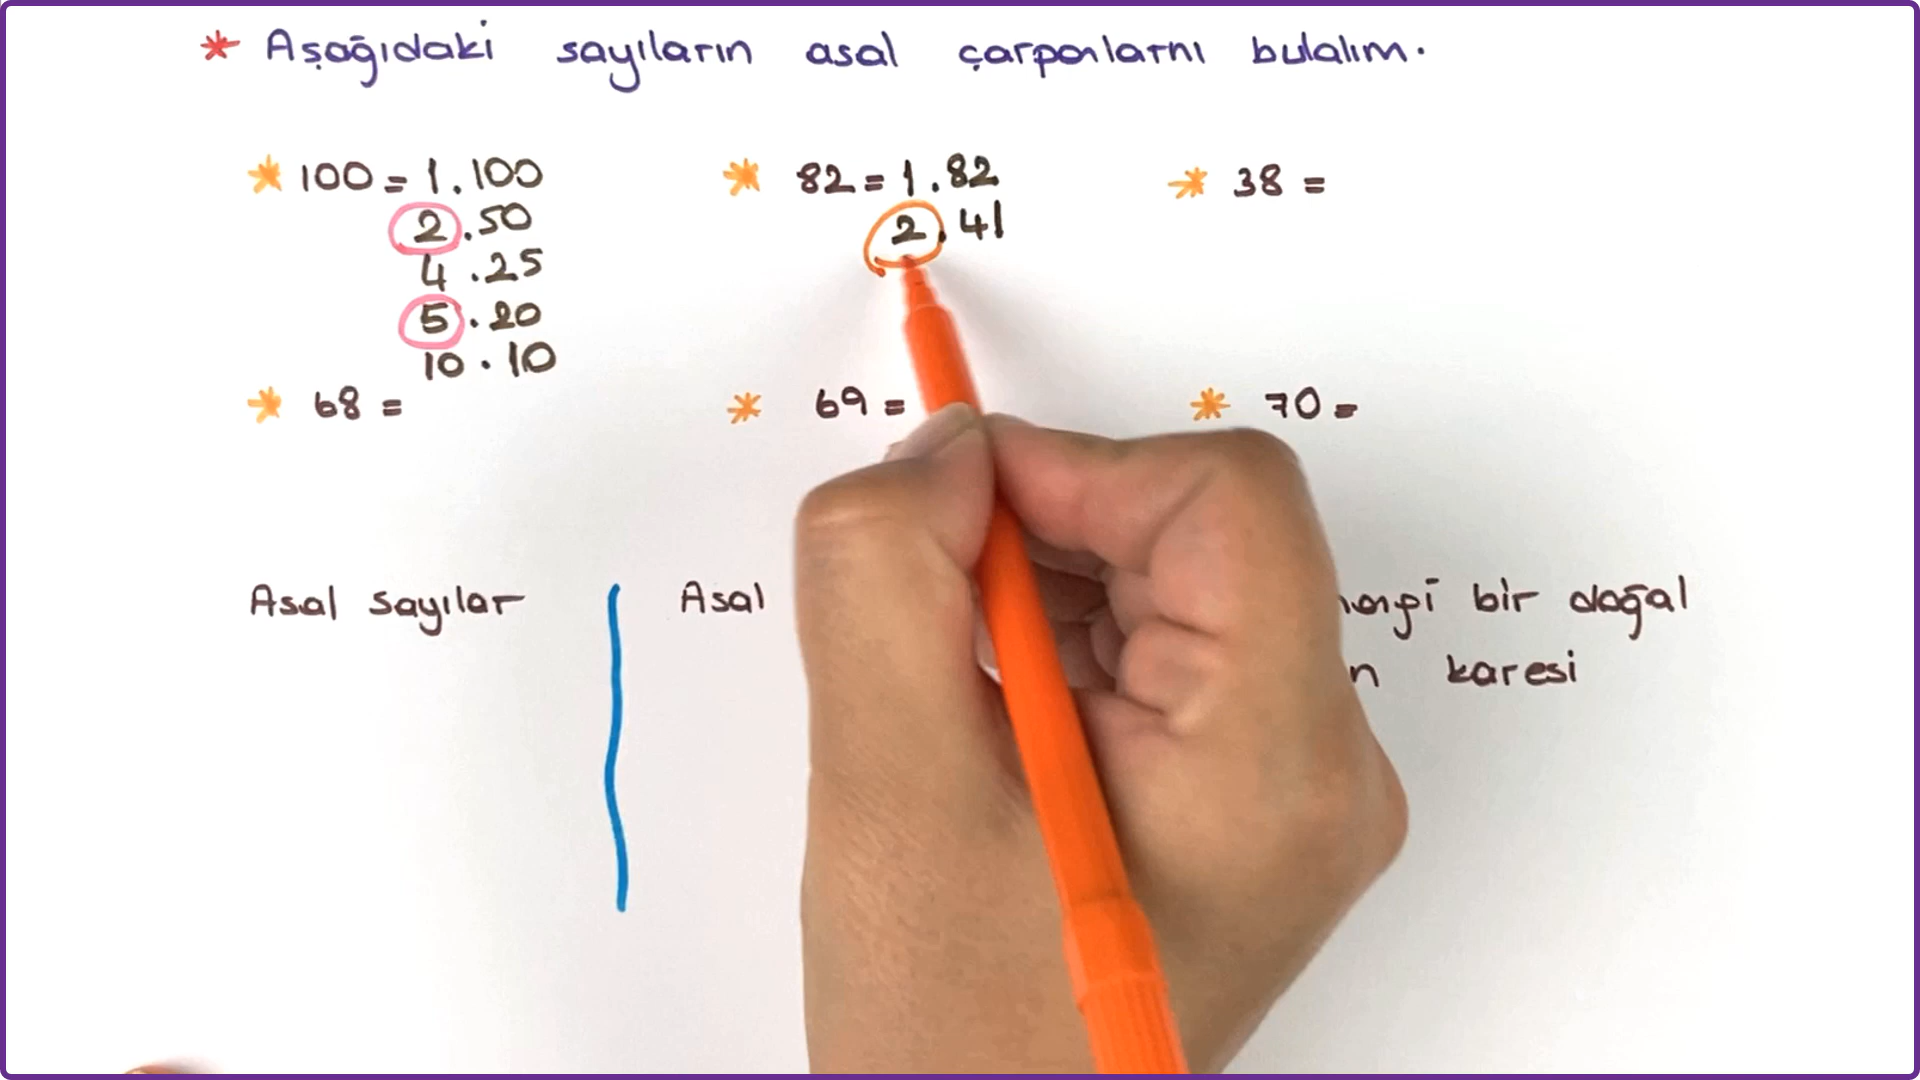 * Aşağıdaki sayıların asal çarpanlarnı bulalım.
* 100 = 1 . 100
2 . 50
4 . 25
5 . 20
10 . 10
* 82 = 1 . 82
2 . 41
* 38 =
* 68 =
* 69 =
* 70 =
Asal sayılar
Asal
bir doğal
karesi